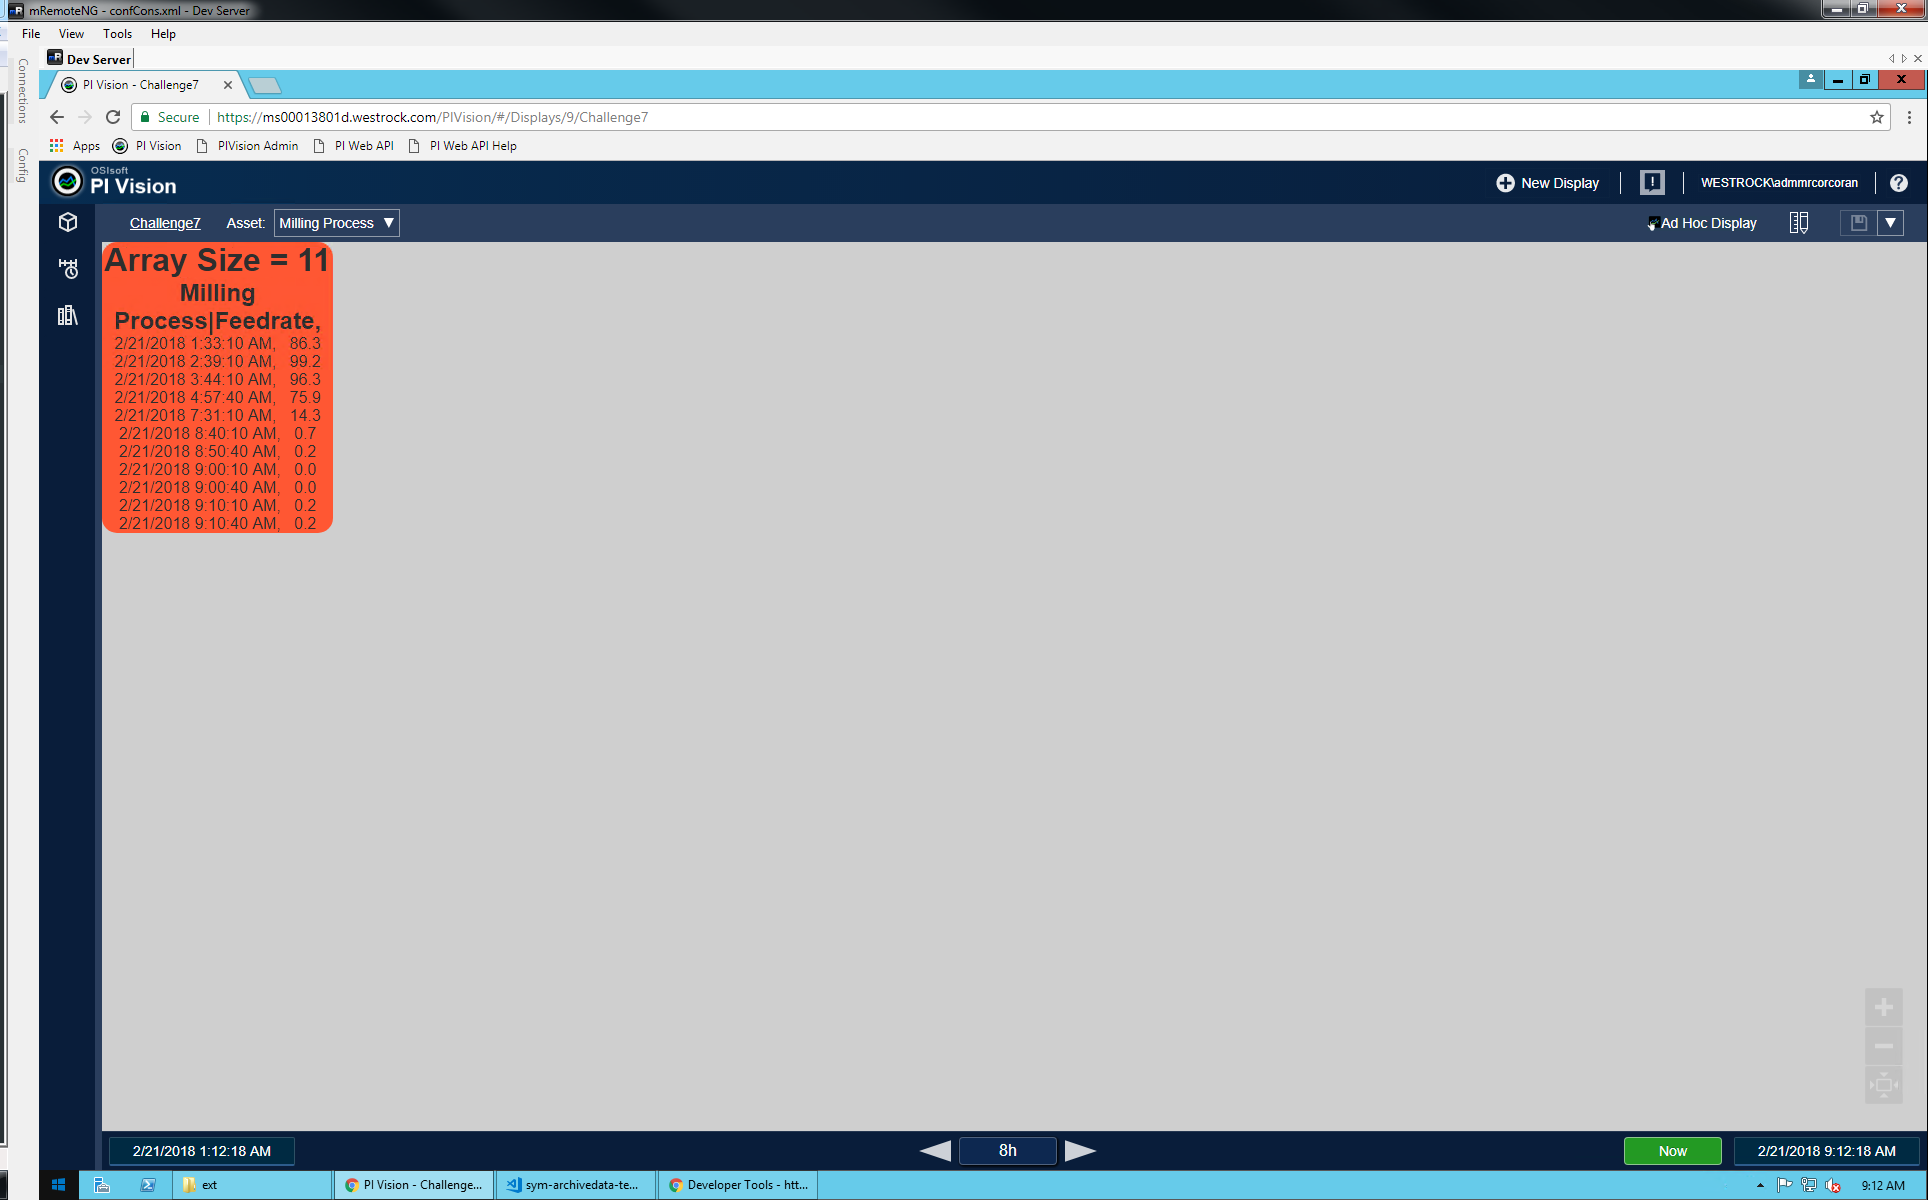 mRemoteNG - confCons.xml - Dev Server
File View Tools Help
Connections
Config
Dev Server
PI Vision - Challenge7
Secure https://ms00013801d.westrock.com/PIVision/#/Displays/9/Challenge7
Apps PI Vision PIVision Admin PI Web API PI Web API Help
OSIsoft
PI Vision
New Display WESTROCK\admmrcorcoran
Challenge7 Asset: Milling Process
Ad Hoc Display
Array Size = 11
Milling
Process|Feedrate,
2/21/2018 1:33:10 AM, 86.3
2/21/2018 2:39:10 AM, 99.2
2/21/2018 3:44:10 AM, 96.3
2/21/2018 4:57:40 AM, 75.9
2/21/2018 7:31:10 AM, 14.3
2/21/2018 8:40:10 AM, 0.7
2/21/2018 8:50:40 AM, 0.2
2/21/2018 9:00:10 AM, 0.0
2/21/2018 9:00:40 AM, 0.0
2/21/2018 9:10:10 AM, 0.2
2/21/2018 9:10:40 AM, 0.2
2/21/2018 1:12:18 AM 8h Now 2/21/2018 9:12:18 AM
ext PI Vision - Challenge... sym-archivedata-te... Developer Tools - htt... 9:12 AM